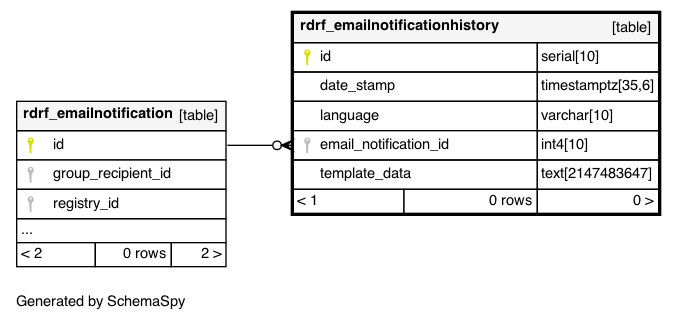 rdrf_emailnotificationhistory [table]
id serial[10]
date_stamp timestamptz[35,6]
language varchar[10]
email_notification_id int4[10]
template_data text[2147483647]
< 1 0 rows 0 >
rdrf_emailnotification [table]
id
group_recipient_id
registry_id
...
< 2 0 rows 2 >
Generated by SchemaSpy